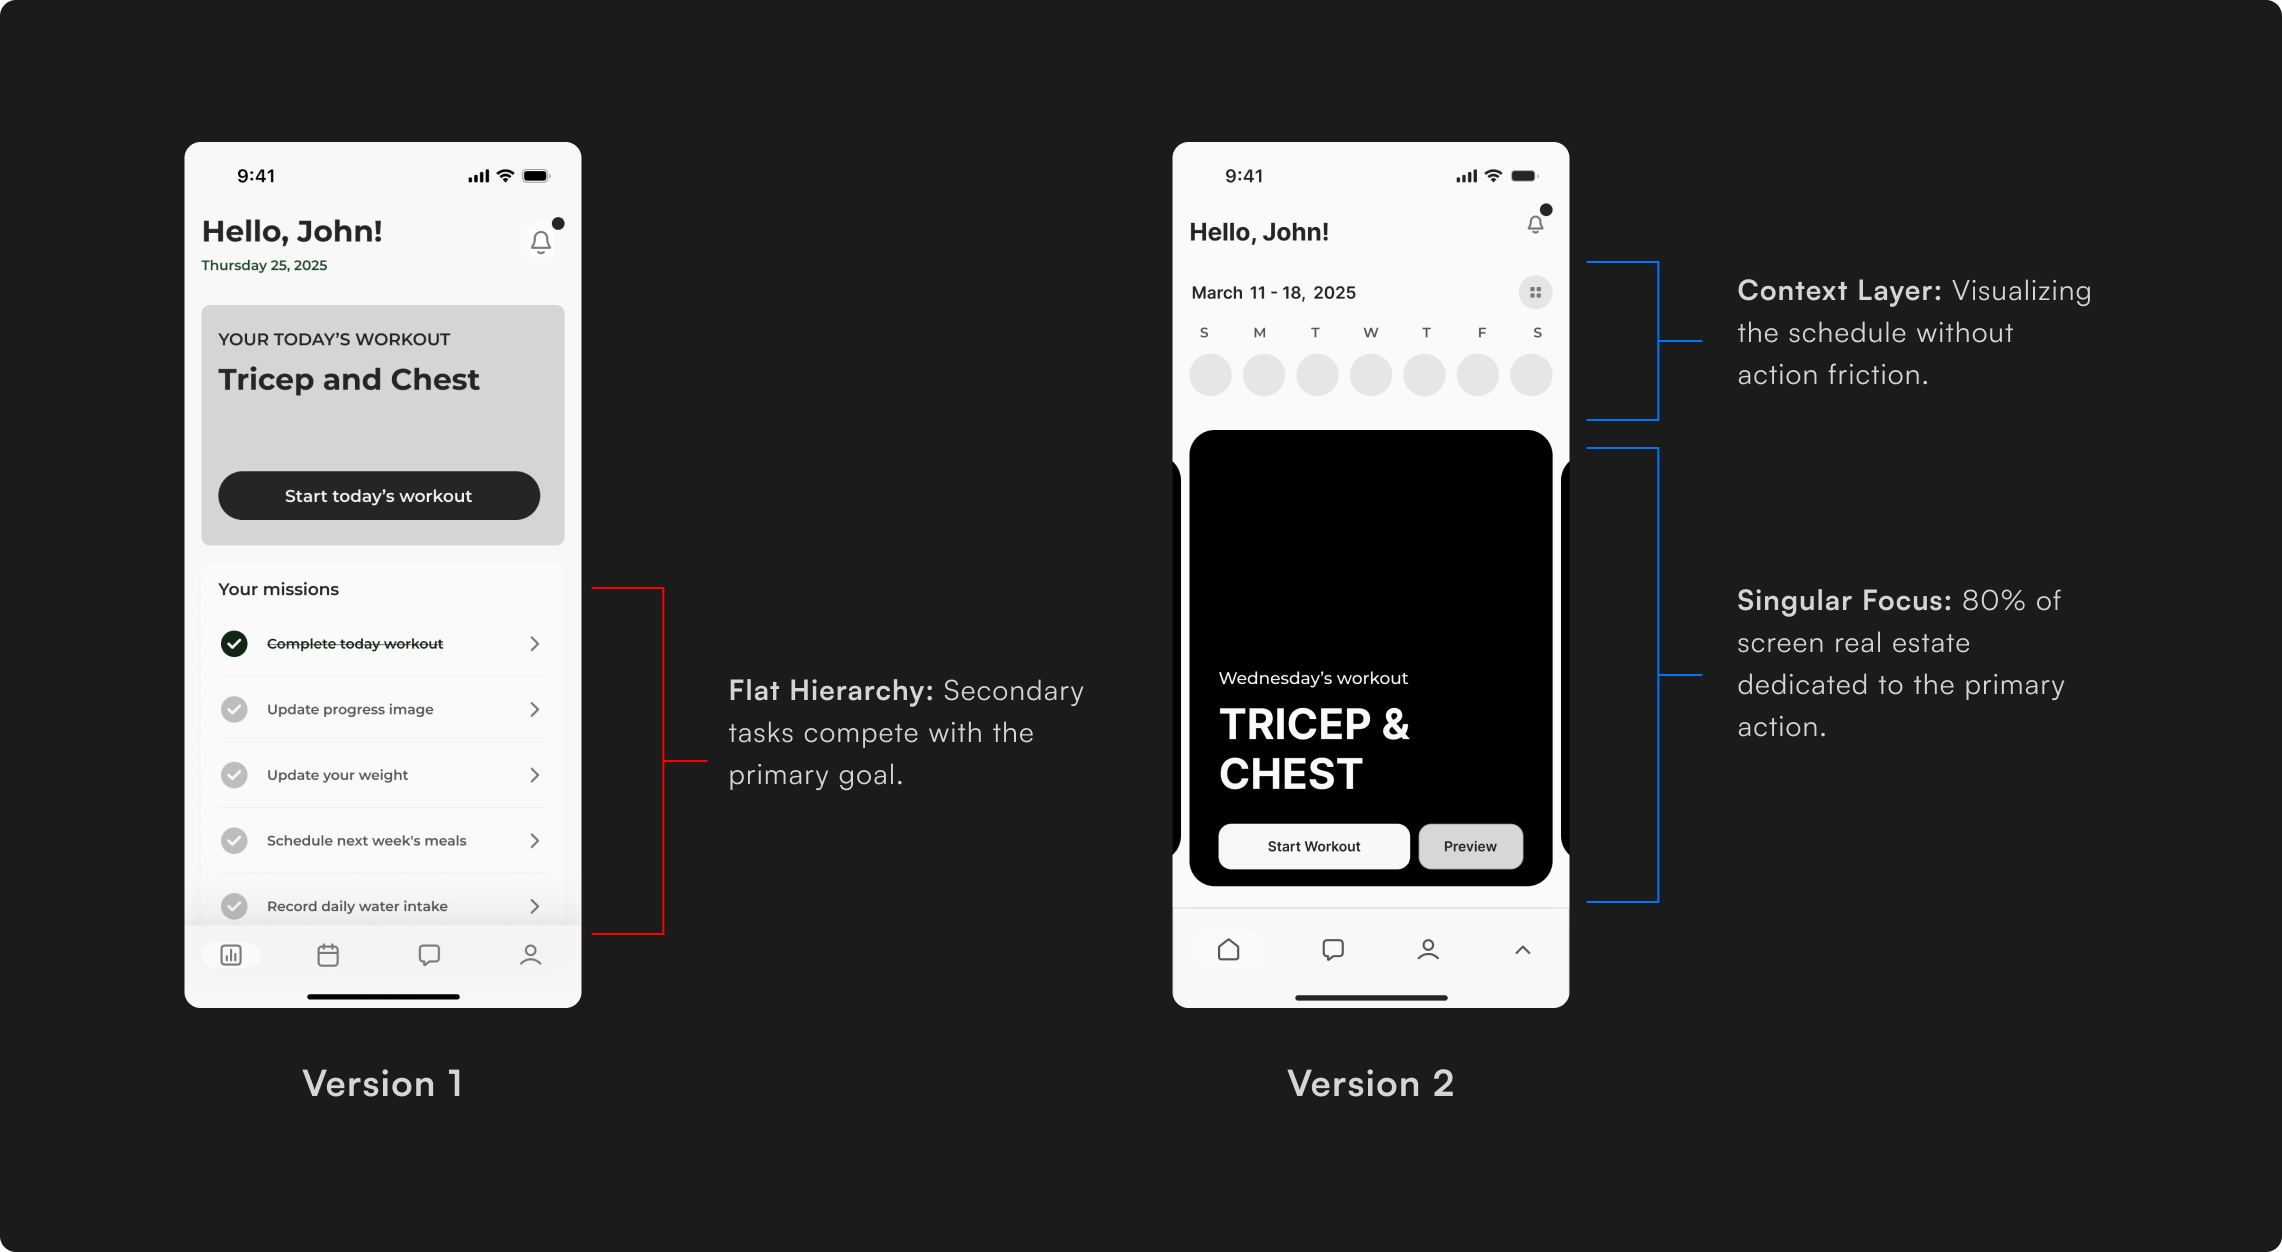 9:41
Hello, John!
Thursday 25, 2025
YOUR TODAY’S WORKOUT
Tricep and Chest
Start today’s workout
Your missions
Complete today workout
Update progress image
Update your weight
Schedule next week's meals
Record daily water intake
Flat Hierarchy: Secondary
tasks compete with the
primary goal.
Version 1
9:41
Hello, John!
March 11 - 18, 2025
S M T W T F S
Wednesday’s workout
TRICEP &
CHEST
Start Workout
Preview
Context Layer: Visualizing
the schedule without
action friction.
Singular Focus: 80% of
screen real estate
dedicated to the primary
action.
Version 2